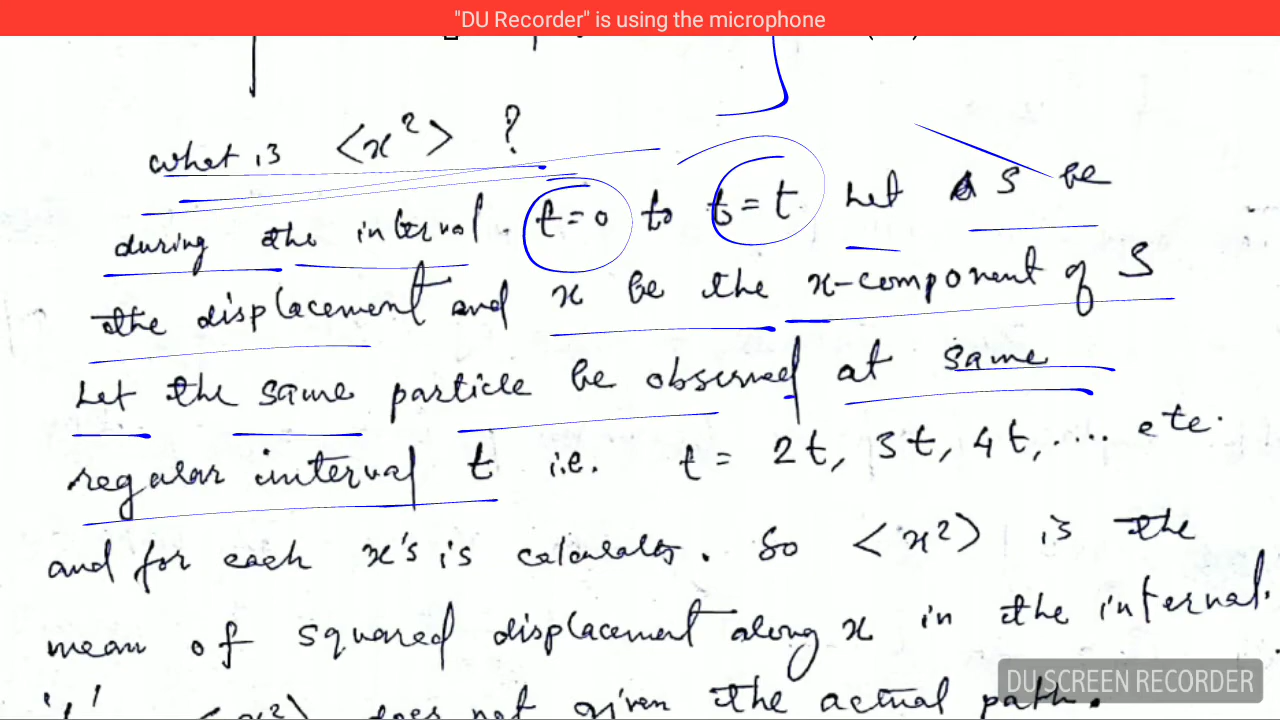 "DU Recorder" is using the microphone
what is <x²> ?
during the interval t=0 to t=t Let S be
the displacement and x be the x-component of S
Let the same particle be observed at same
regular interval t i.e. t= 2t, 3t, 4t, .... etc.
and for each x's is calculates. So <x²> is the
mean of squared displacement along x in the interval.
't' <x²> does not given the actual path.
DU SCREEN RECORDER